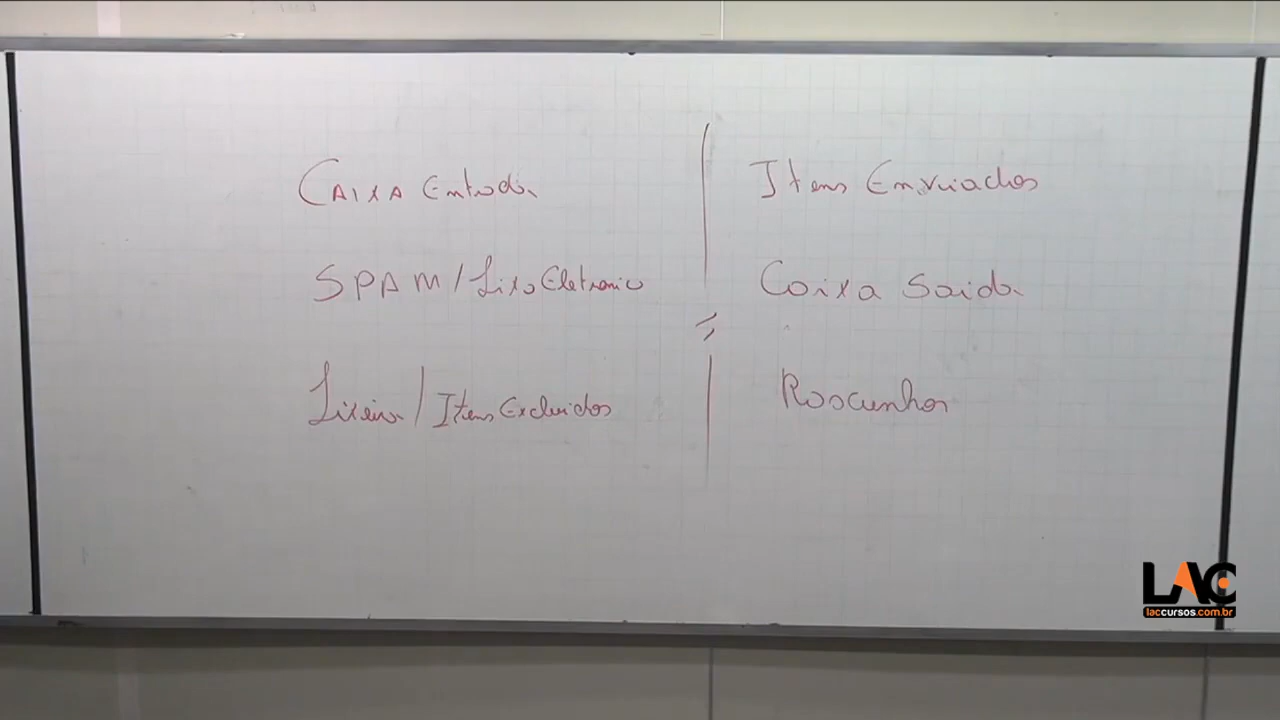 CAIXA Entrada
SPAM / Lixo Eletronico
Lixeira / Itens Excluidos
Itens Enviados
Caixa Saida
Rascunhos
LAC
laccursos.com.br